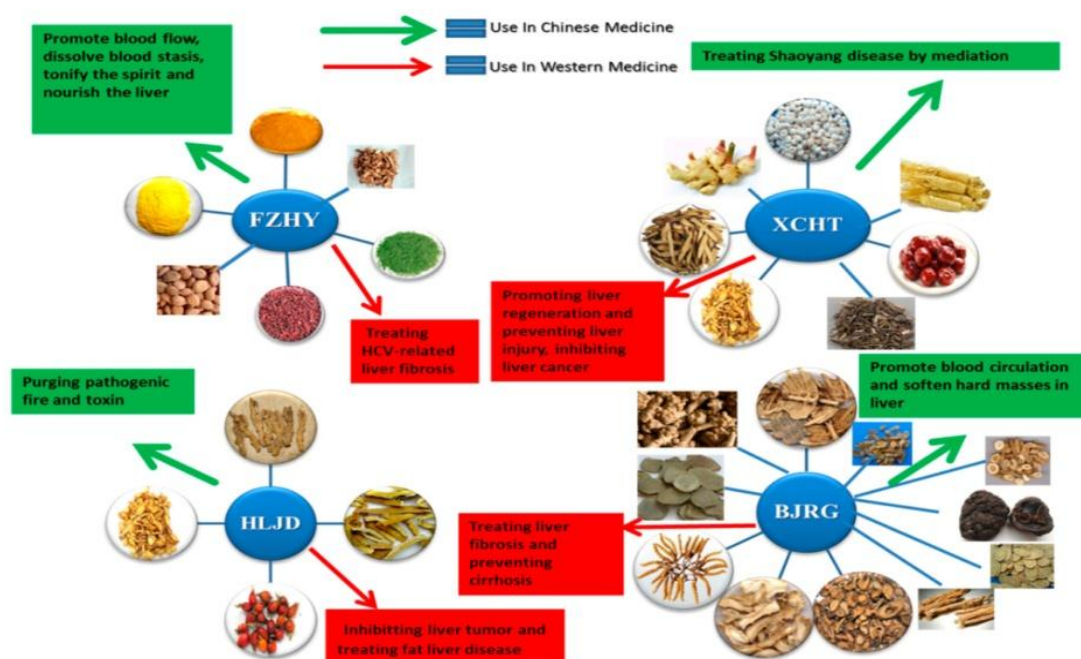 Promote blood flow,
dissolve blood stasis,
tonify the spirit and
nourish the liver
Use In Chinese Medicine
Use In Western Medicine
Treating Shaoyang disease by mediation
FZHY
XCHT
Treating
HCV-related
liver fibrosis
Promoting liver
regeneration and
preventing liver
injury, inhibiting
liver cancer
Purging pathogenic
fire and toxin
Promote blood circulation
and soften hard masses in
liver
HLJD
BJRG
Treating liver
fibrosis and
preventing
cirrhosis
Inhibitting liver tumor and
treating fat liver disease